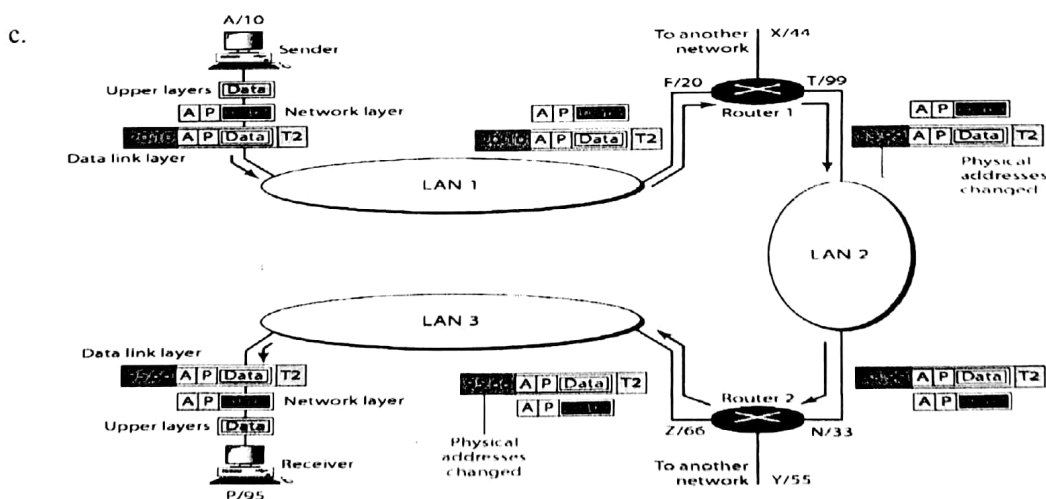 c.
A/10
Sender
Upper layers Data
A P Network layer
A P Data T2
Data link layer
LAN 1
A P
A P Data T2
To another network X/44
F/20 T/99
Router 1
A P
A P Data T2
Physical addresses changed
LAN 2
A P Data T2
A P
Router 2
Z/66 N/33
To another network Y/55
A P Data T2
A P
Physical addresses changed
LAN 3
Data link layer
A P Data T2
A P Network layer
Upper layers Data
Receiver
P/95